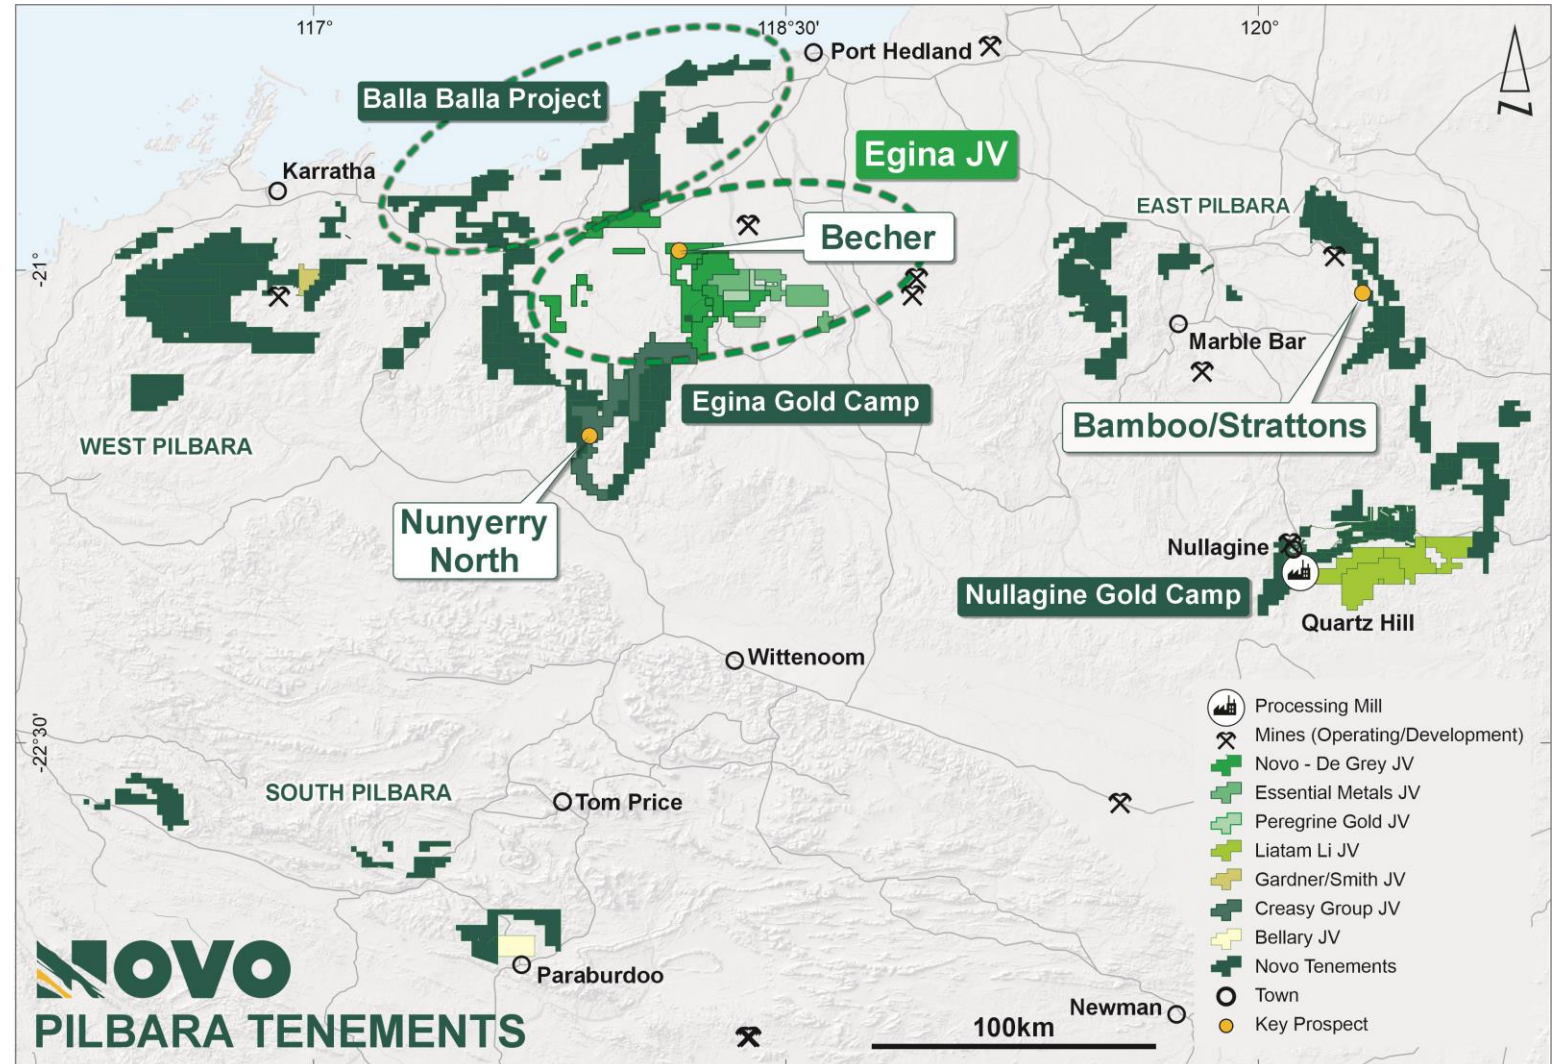 117°
118°30'
120°
Port Hedland
Balla Balla Project
Egina JV
Karratha
EAST PILBARA
Becher
-21°
Marble Bar
Egina Gold Camp
Bamboo/Strattons
WEST PILBARA
Nunyerry
North
Nullagine
Nullagine Gold Camp
Quartz Hill
Wittenoom
-22°30'
SOUTH PILBARA
Tom Price
Paraburdoo
Newman
100km
Processing Mill
Mines (Operating/Development)
Novo - De Grey JV
Essential Metals JV
Peregrine Gold JV
Liatam Li JV
Gardner/Smith JV
Creasy Group JV
Bellary JV
Novo Tenements
Town
Key Prospect
NOVO
PILBARA TENEMENTS
Z